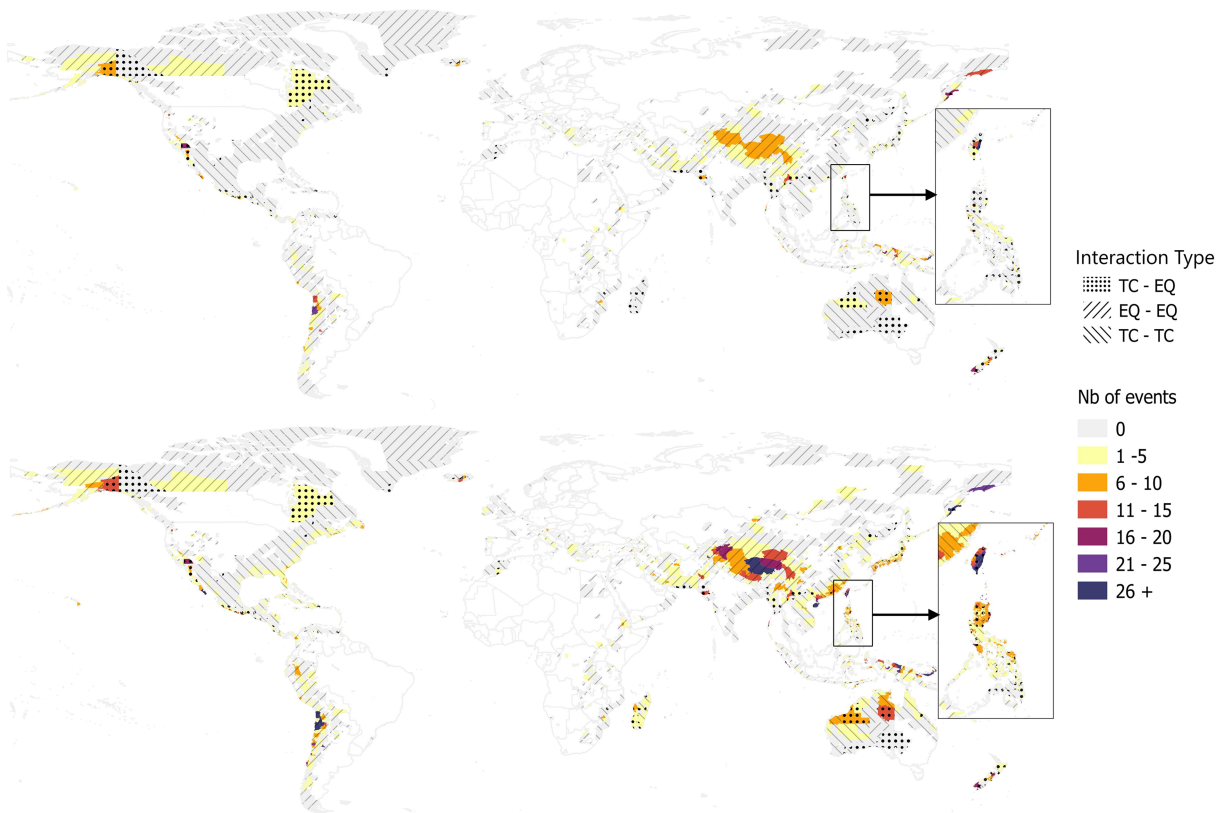 Interaction Type
TC - EQ
EQ - EQ
TC - TC
Nb of events
0
1 -5
6 - 10
11 - 15
16 - 20
21 - 25
26 +